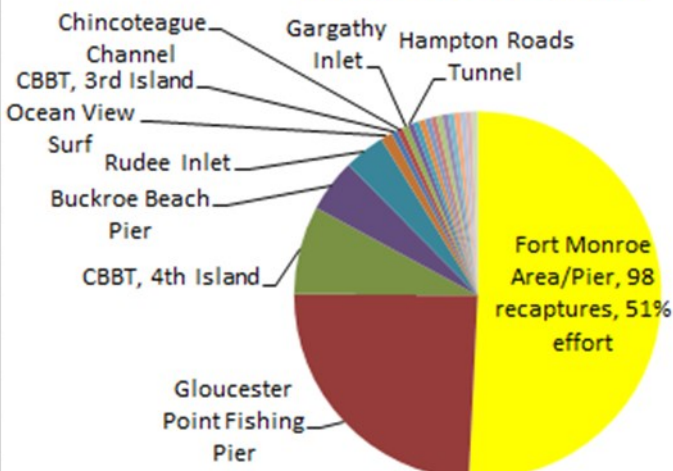 Chincoteague
Channel
Gargathy
Inlet
Hampton Roads
Tunnel
CBBT, 3rd Island
Ocean View
Surf
Rudee Inlet
Buckroe Beach
Pier
CBBT, 4th Island
Fort Monroe
Area/Pier, 98
recaptures, 51%
effort
Gloucester
Point Fishing
Pier